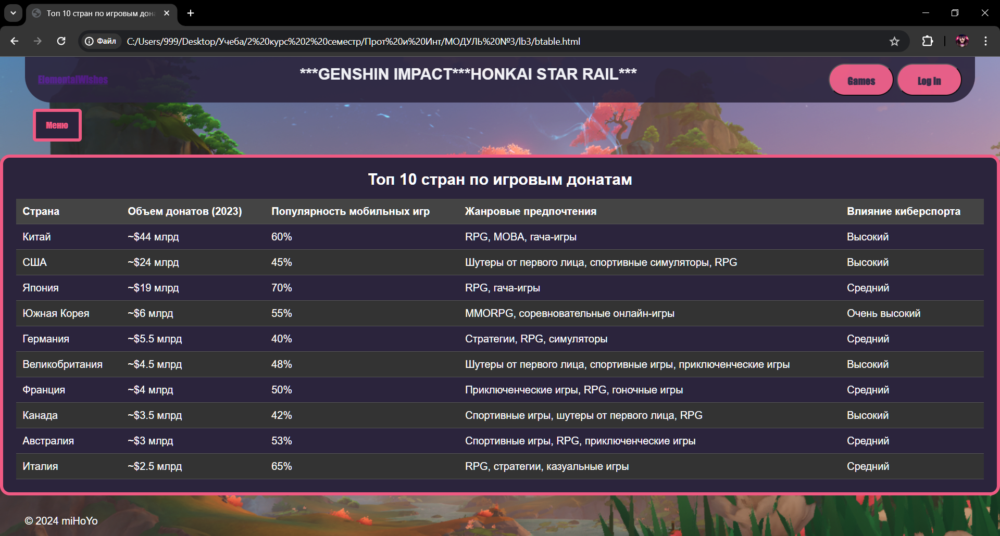 Топ 10 стран по игровым дон
Файл C:/Users/999/Desktop/Учеба/2%20курс%202%20семестр/Прот%20и%20Инт/МОДУЛЬ%20№3/lb3/btable.html
ElementalWishes ***GENSHIN IMPACT***HONKAI STAR RAIL*** Games Log In
Меню
Топ 10 стран по игровым донатам
Страна Объем донатов (2023) Популярность мобильных игр Жанровые предпочтения Влияние киберспорта
Китай ~$44 млрд 60% RPG, MOBA, гача-игры Высокий
США ~$24 млрд 45% Шутеры от первого лица, спортивные симуляторы, RPG Высокий
Япония ~$19 млрд 70% RPG, гача-игры Средний
Южная Корея ~$6 млрд 55% MMORPG, соревновательные онлайн-игры Очень высокий
Германия ~$5.5 млрд 40% Стратегии, RPG, симуляторы Средний
Великобритания ~$4.5 млрд 48% Шутеры от первого лица, спортивные игры, приключенческие игры Высокий
Франция ~$4 млрд 50% Приключенческие игры, RPG, гоночные игры Средний
Канада ~$3.5 млрд 42% Спортивные игры, шутеры от первого лица, RPG Высокий
Австралия ~$3 млрд 53% Спортивные игры, RPG, приключенческие игры Средний
Италия ~$2.5 млрд 65% RPG, стратегии, казуальные игры Средний
© 2024 miHoYo